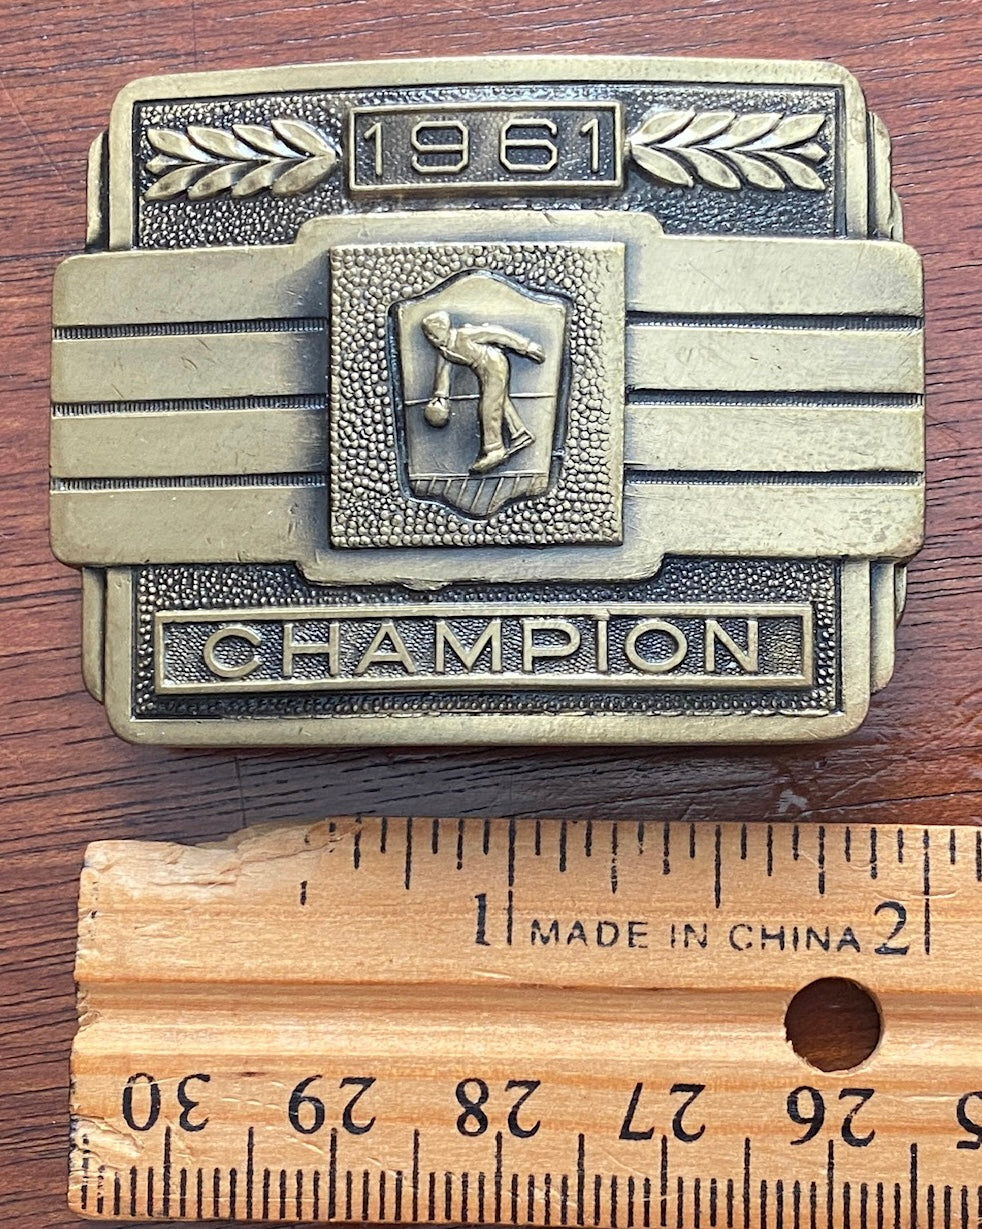 1961
CHAMPION
1 MADE IN CHINA 2
30 29 28 27 26